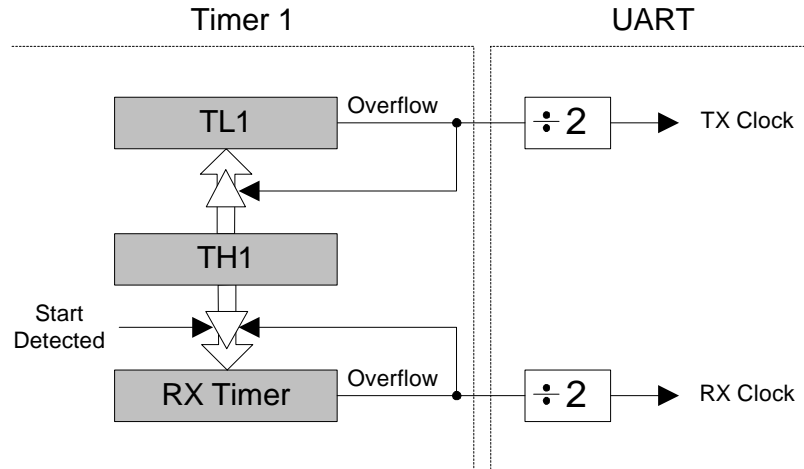 Timer 1
UART
TL1
Overflow
÷ 2
TX Clock
TH1
Start
Detected
RX Timer
Overflow
÷ 2
RX Clock